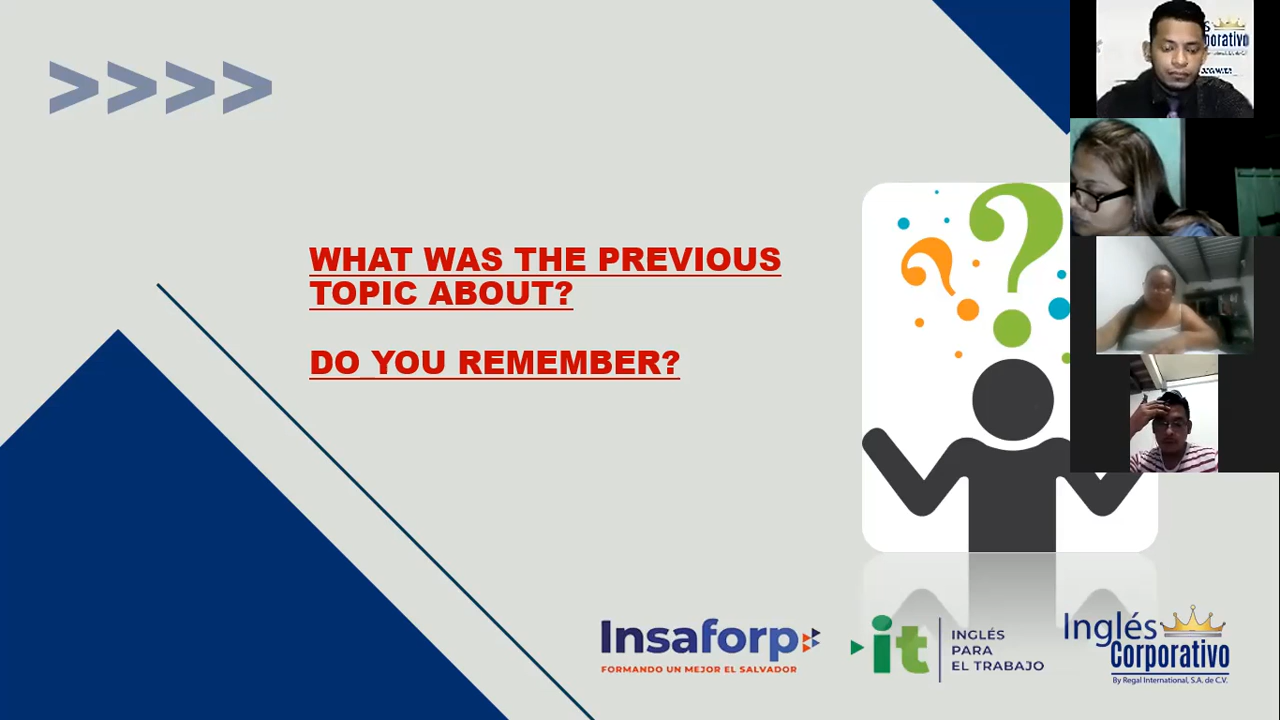 >>>>
WHAT WAS THE PREVIOUS
TOPIC ABOUT?
DO YOU REMEMBER?
Insaforp
FORMANDO UN MEJOR EL SALVADOR
it
INGLÉS
PARA
EL TRABAJO
Inglés
Corporativo
By Regal International, S.A. de C.V.